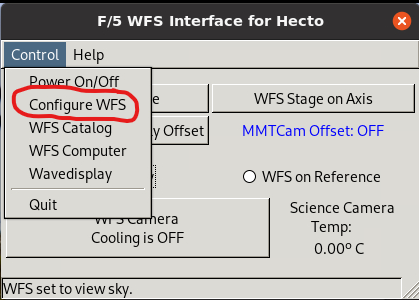 F/5 WFS Interface for Hecto
Control Help
Power On/Off
Configure WFS
WFS Catalog
WFS Computer
Wavedisplay
Quit
WFS Stage on Axis
Offset
MMTCam Offset: OFF
WFS on Reference
WFS Camera
Cooling is OFF
Science Camera
Temp:
0.00º C
WFS set to view sky.